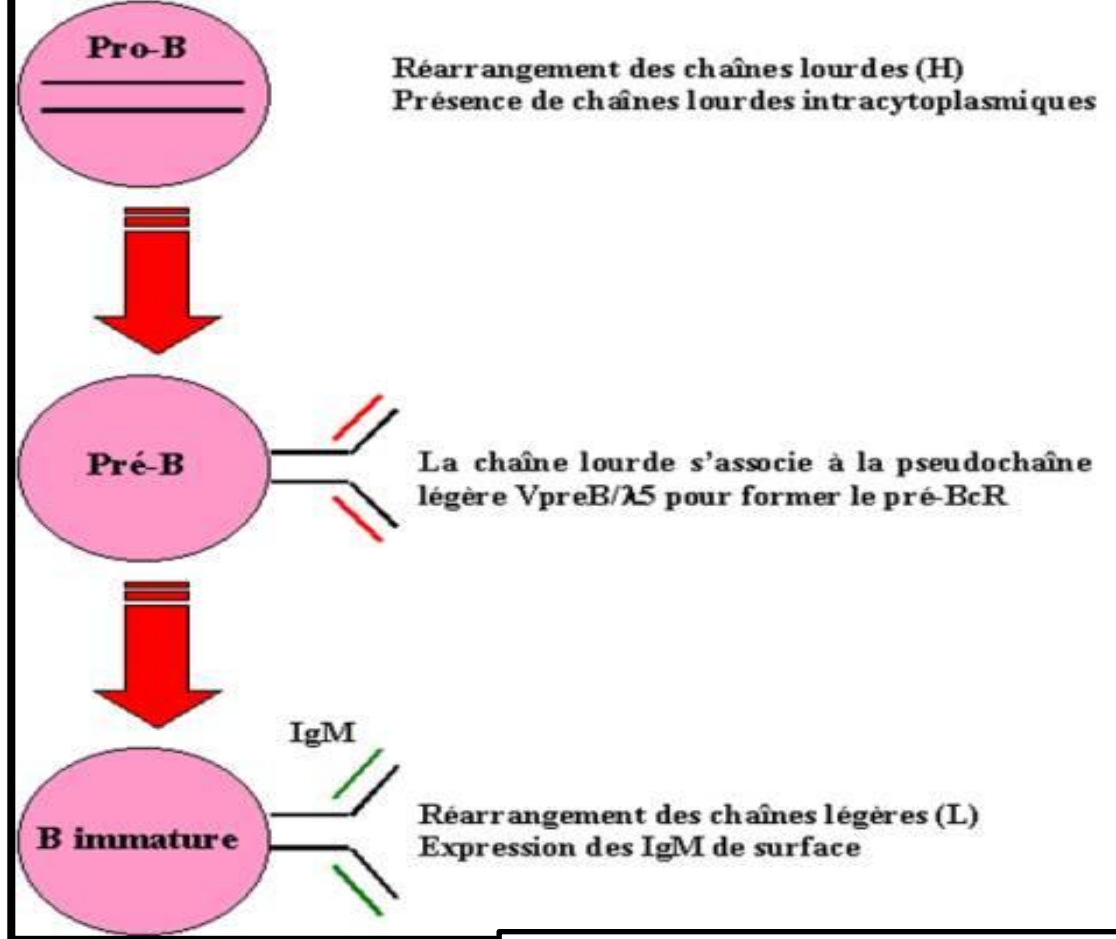 Pro-B
Réarrangement des chaînes lourdes (H)
Présence de chaînes lourdes intracytoplasmiques
Pré-B
La chaîne lourde s'associe à la pseudochaîne
légère VpreB/λ5 pour former le pré-BcR
IgM
B immature
Réarrangement des chaînes légères (L)
Expression des IgM de surface